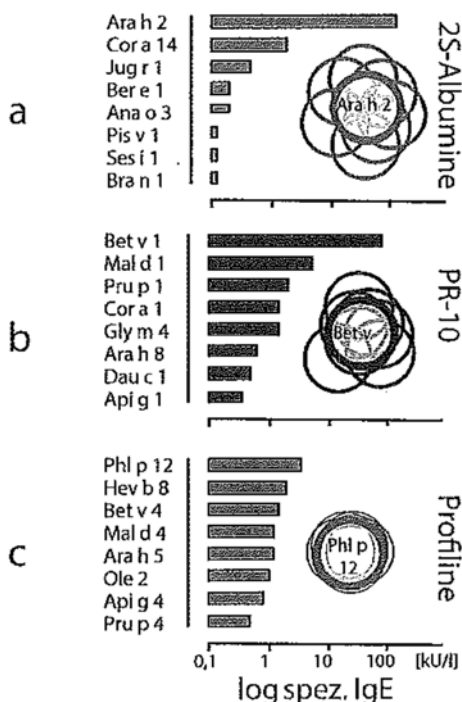 a
2S-Albumine
Ara h 2
Cor a 14
Jug r 1
Ber e 1
Ana o 3
Pis v 1
Ses i 1
Bra n 1
Ara h 2
b
PR-10
Bet v 1
Mal d 1
Pru p 1
Cor a 1
Gly m 4
Ara h 8
Dau c 1
Api g 1
Bet v
c
Profiline
Phl p 12
Hev b 8
Bet v 4
Mal d 4
Ara h 5
Ole 2
Api g 4
Pru p 4
Phl p
12
0,1 1 10 100 [kU/l]
log spez. IgE